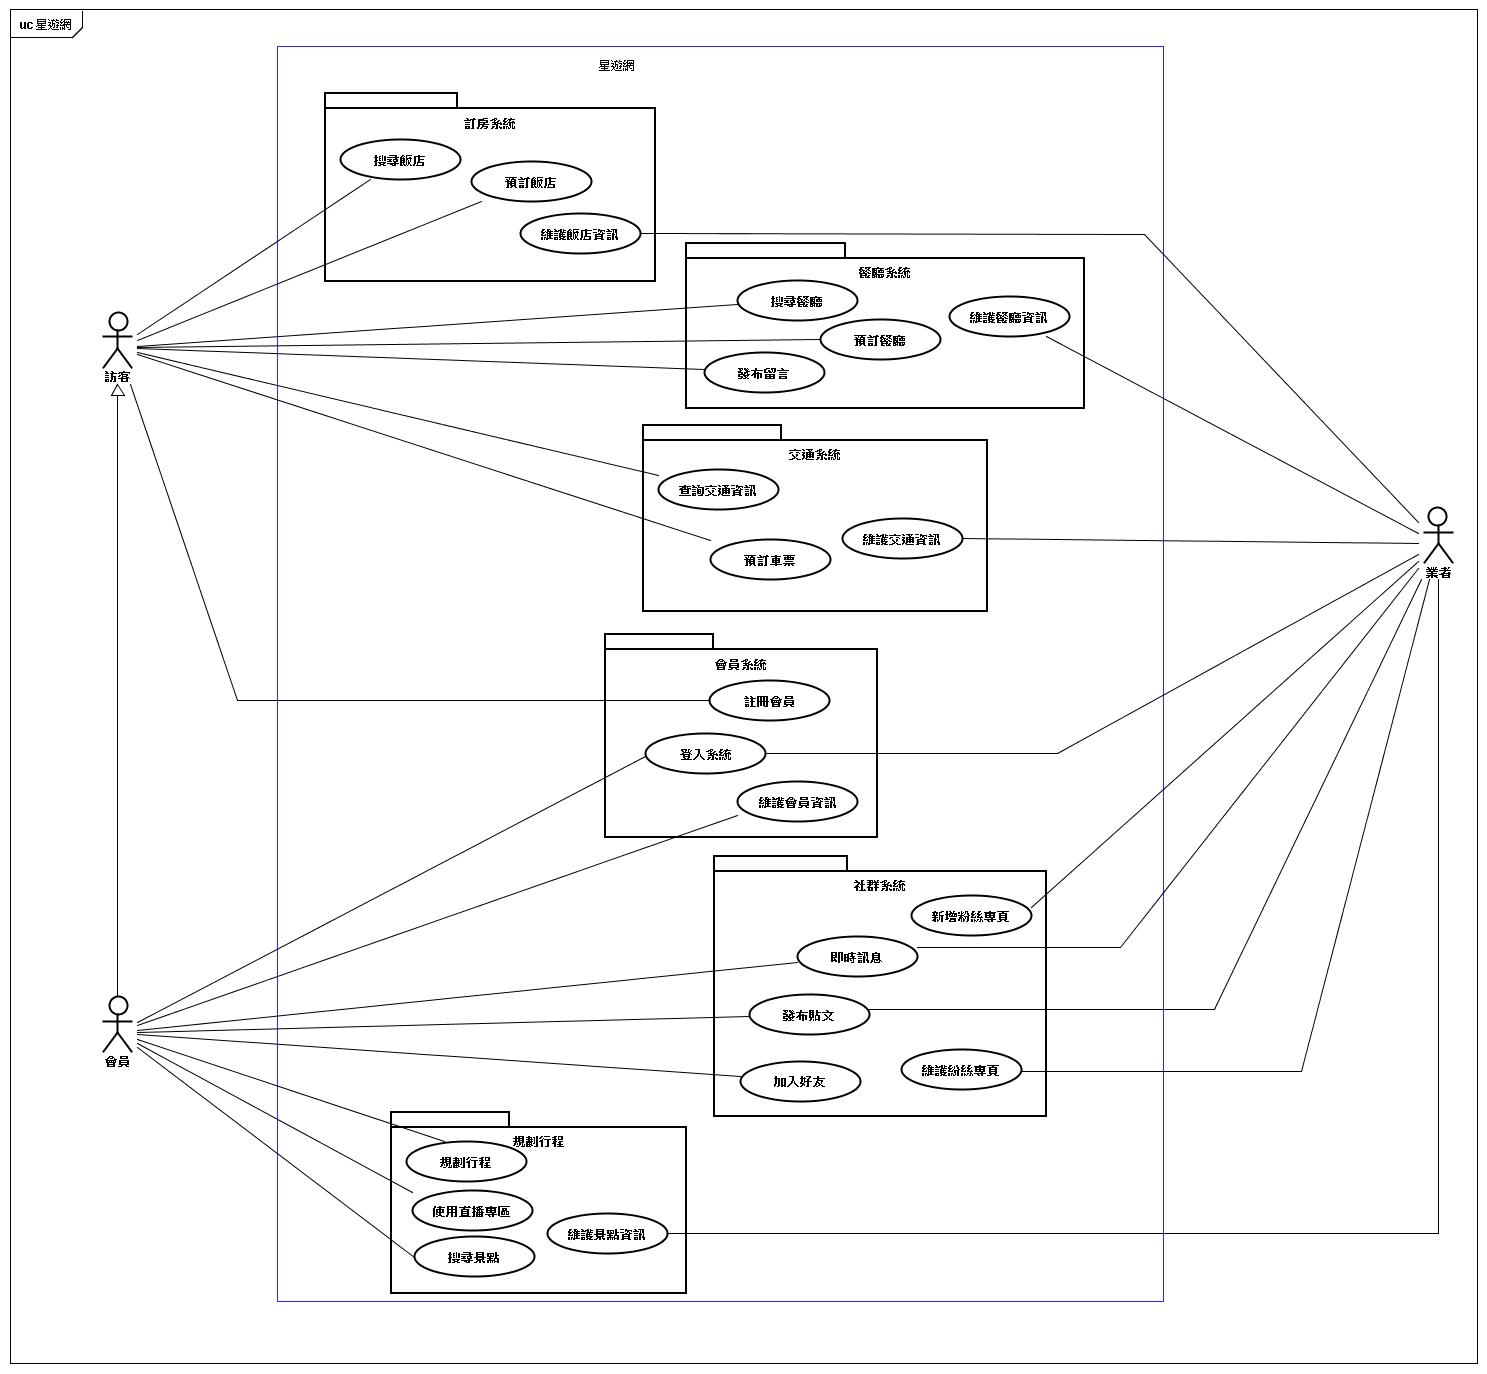 uc 星遊網
星遊網
訂房系統
搜尋飯店
預訂飯店
維護飯店資訊
餐廳系統
搜尋餐廳
維護餐廳資訊
預訂餐廳
發布留言
訪客
交通系統
查詢交通資訊
維護交通資訊
預訂車票
業者
會員系統
註冊會員
登入系統
維護會員資訊
社群系統
新增粉絲專頁
即時訊息
發布貼文
維護紛絲專頁
加入好友
會員
規劃行程
規劃行程
使用直播專區
維護景點資訊
搜尋景點